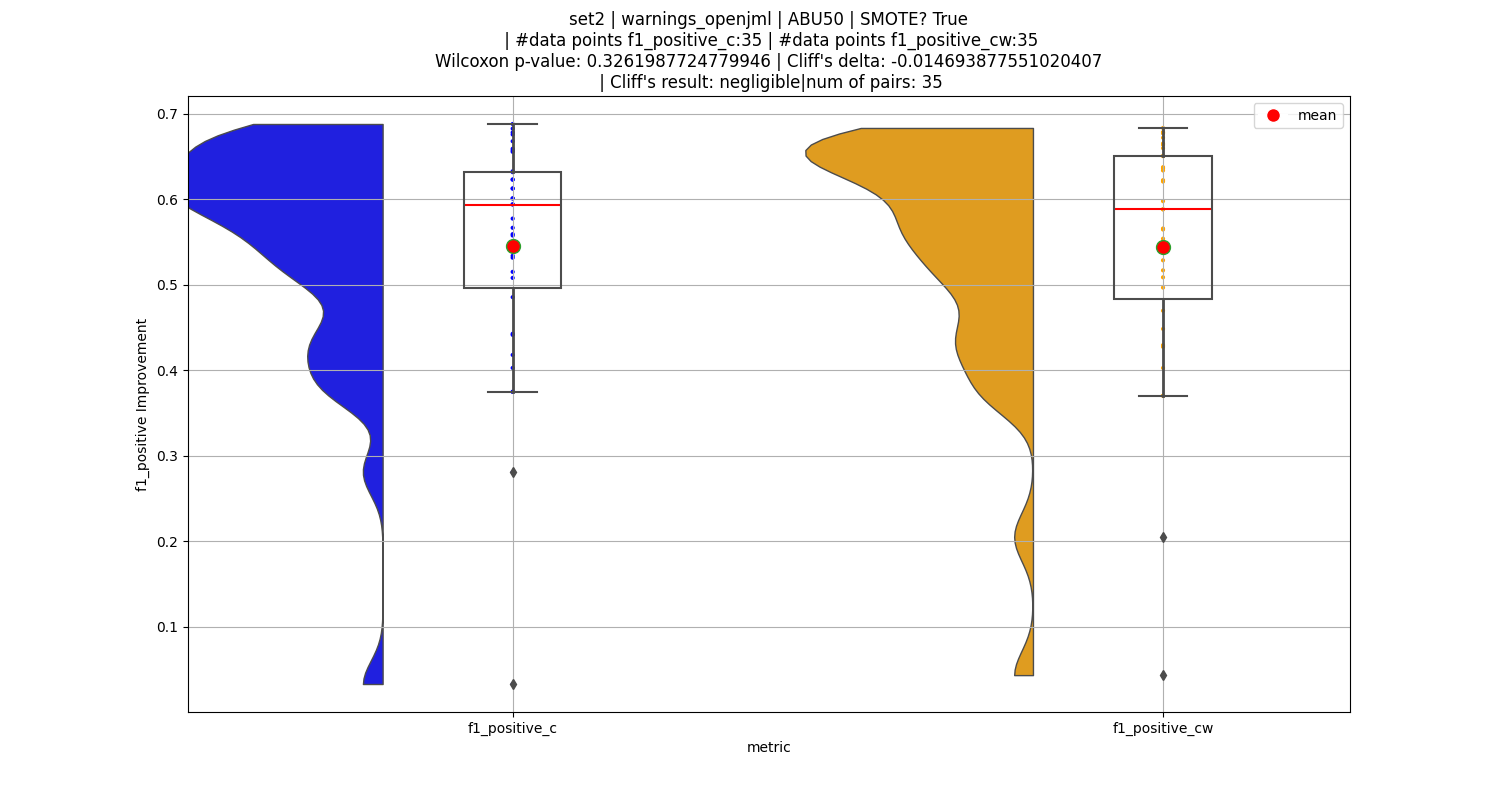 set2 | warnings_openjml | ABU50 | SMOTE? True
| #data points f1_positive_c:35 | #data points f1_positive_cw:35
Wilcoxon p-value: 0.3261987724779946 | Cliff's delta: -0.014693877551020407
| Cliff's result: negligible|num of pairs: 35
mean
0.7
0.6
0.5
0.4
0.3
0.2
0.1
f1_positive Improvement
f1_positive_c
f1_positive_cw
metric